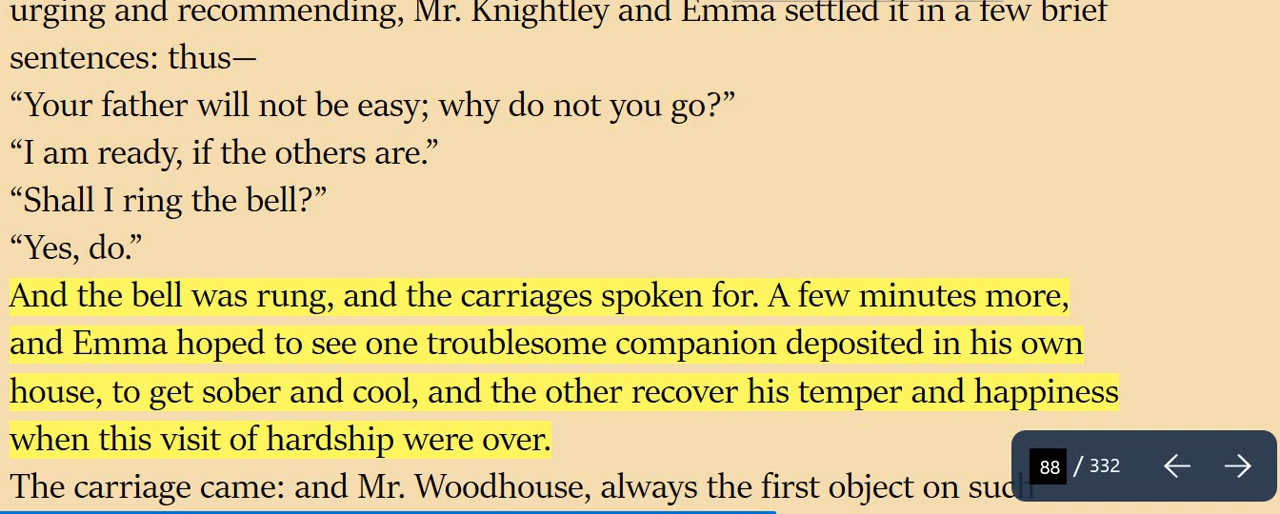 urging and recommending, Mr. Knightley and Emma settled it in a few brief
sentences: thus—
“Your father will not be easy; why do not you go?”
“I am ready, if the others are.”
“Shall I ring the bell?”
“Yes, do.”
And the bell was rung, and the carriages spoken for. A few minutes more,
and Emma hoped to see one troublesome companion deposited in his own
house, to get sober and cool, and the other recover his temper and happiness
when this visit of hardship were over.
The carriage came: and Mr. Woodhouse, always the first object on such
88 / 332